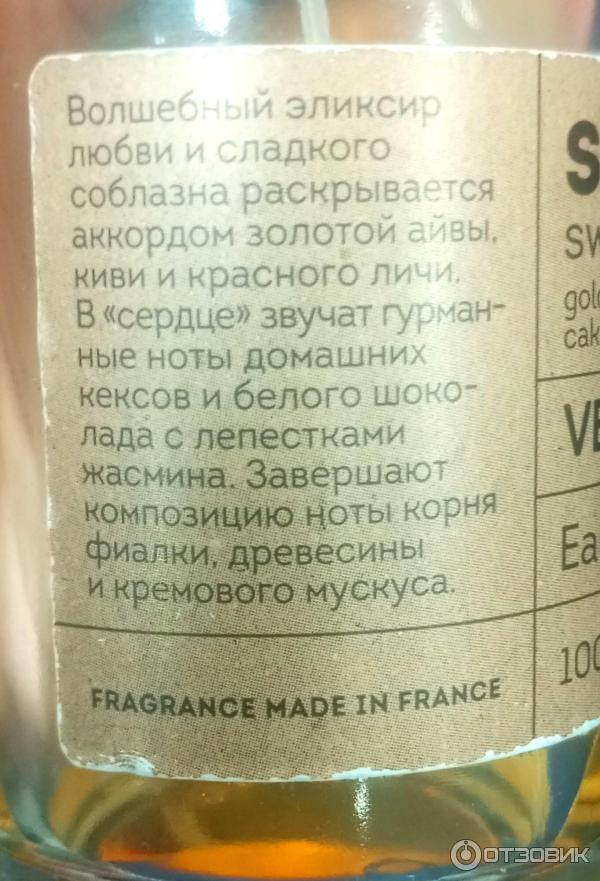 Волшебный эликсир
любви и сладкого
соблазна раскрывается
аккордом золотой айвы,
киви и красного личи.
В «сердце» звучат гурман-
ные ноты домашних
кексов и белого шоко-
лада с лепестками
жасмина. Завершают
композицию ноты корня
фиалки, древесины
и кремового мускуса.
FRAGRANCE MADE IN FRANCE
S
SW
gol
cak
VE
Ea
100
ОТЗОВИК